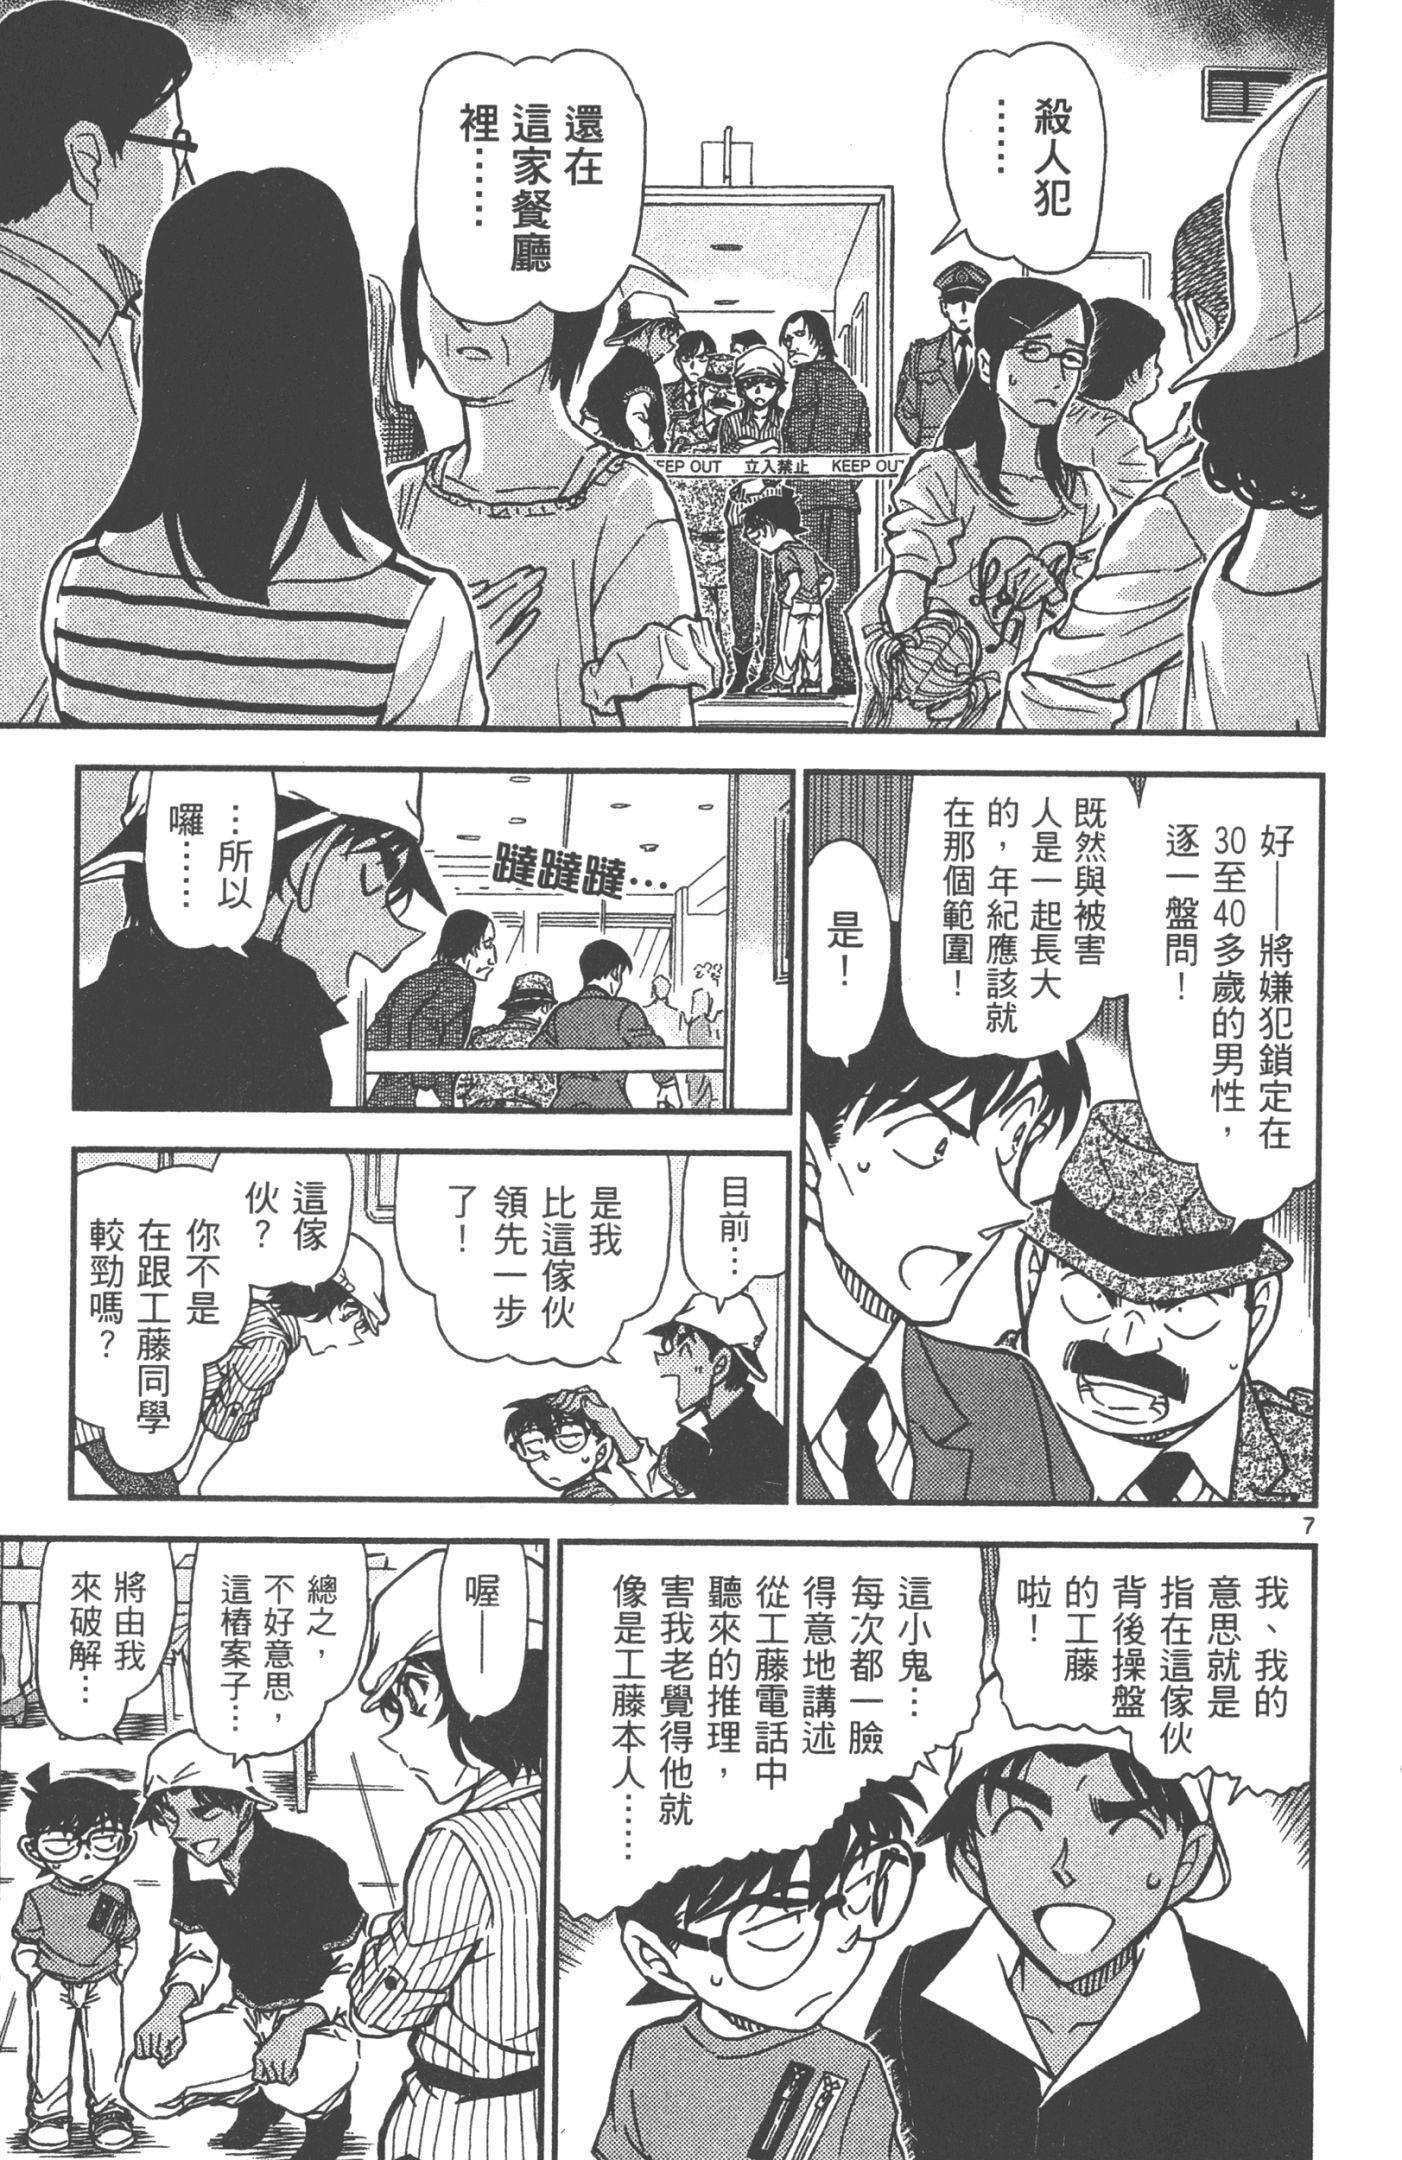 殺人犯
……
還在
這家餐廳
裡……
KEEP OUT 立入禁止 KEEP OUT
好——將嫌犯鎖定在
30至40多歲的男性，
逐一盤問！
既然與被害
人是一起長大
的，年紀應該就
在那個範圍！
是！
躂躂躂…
…所以
囉……
目前…
是我
比這傢伙
領先一步
了！
這傢
伙？
你不是
在跟工藤同學
較勁嗎？
7
我、我的
意思就是
指在這傢伙
背後操盤
的工藤
啦！
這小鬼…
每次都一臉
得意地講述
從工藤電話中
聽來的推理，
害我老覺得他就
像是工藤本人……
喔—
總之，
不好意思，
這樁案子…
將由我
來破解…